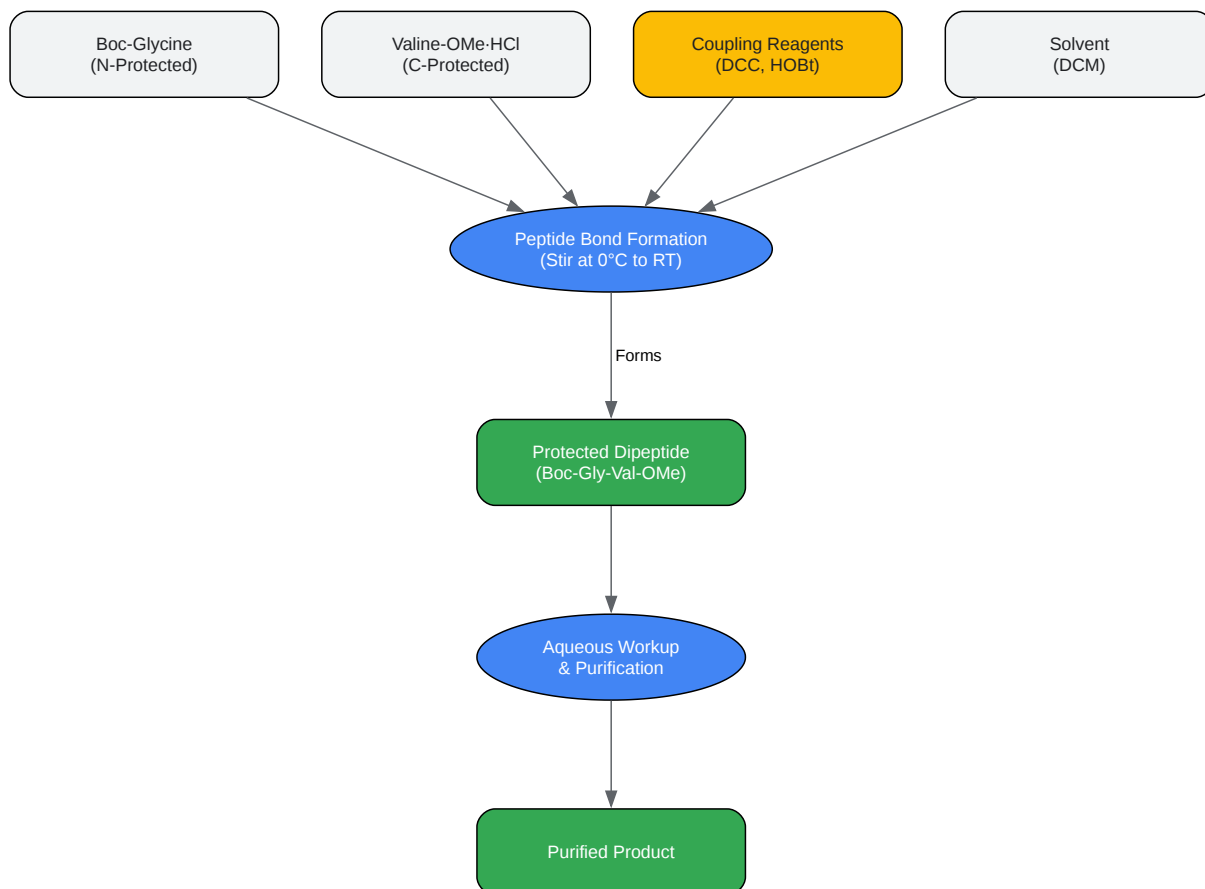 Boc-Glycine
(N-Protected)
Valine-OMe·HCl
(C-Protected)
Coupling Reagents
(DCC, HOBt)
Solvent
(DCM)
Peptide Bond Formation
(Stir at 0°C to RT)
Forms
Protected Dipeptide
(Boc-Gly-Val-OMe)
Aqueous Workup
& Purification
Purified Product